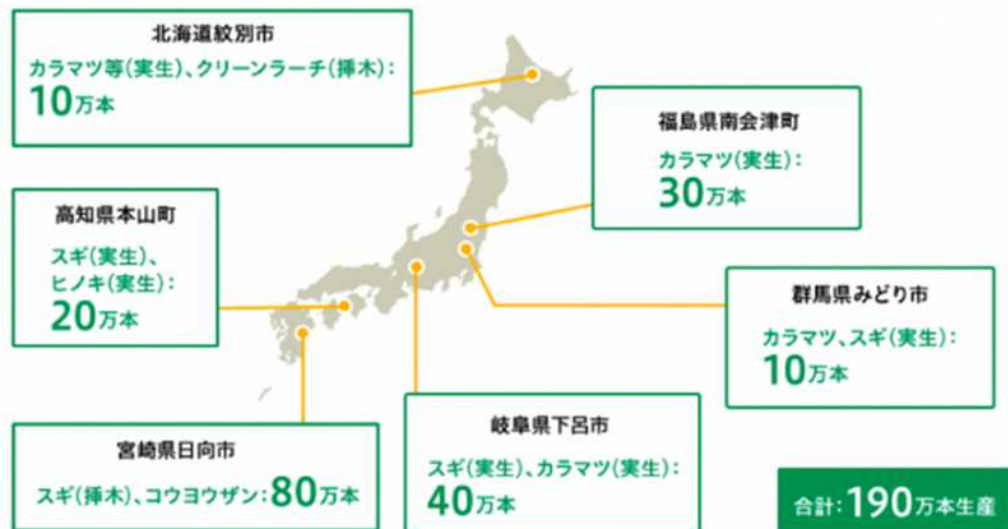 北海道紋別市
カラマツ等(実生)、クリーンラーチ(挿木):
10万本
福島県南会津町
カラマツ(実生):
30万本
高知県本山町
スギ(実生)、
ヒノキ(実生):
20万本
群馬県みどり市
カラマツ、スギ(実生):
10万本
宮崎県日向市
スギ(挿木)、コウヨウザン:80万本
岐阜県下呂市
スギ(実生)、カラマツ(実生):
40万本
合計:190万本生産